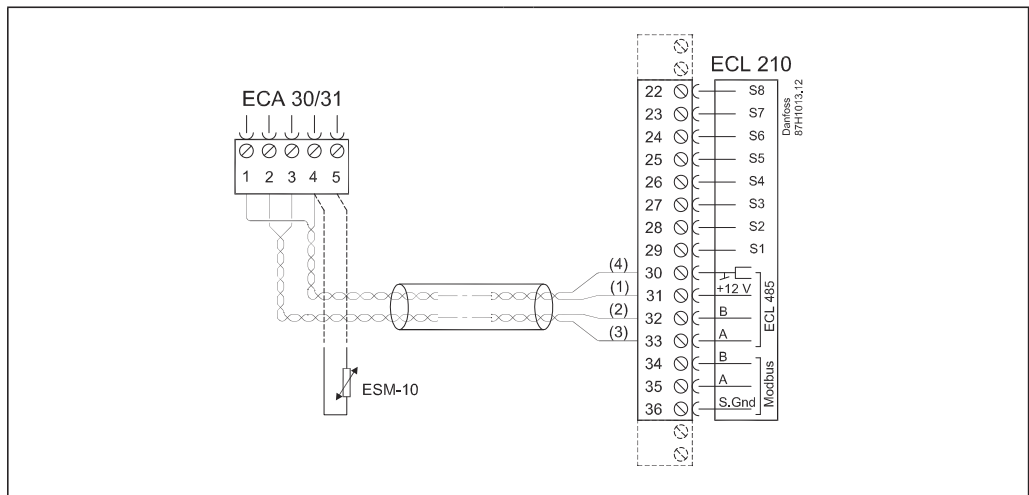 ECA 30/31
1 2 3 4 5
ESM-10
ECL 210
Danfoss
87H1013.12
22 S8
23 S7
24 S6
25 S5
26 S4
27 S3
28 S2
29 S1
(4) 30
(1) 31 +12 V
(2) 32 B
(3) 33 A
ECL 485
34 B
35 A
36 S.Gnd
Modbus